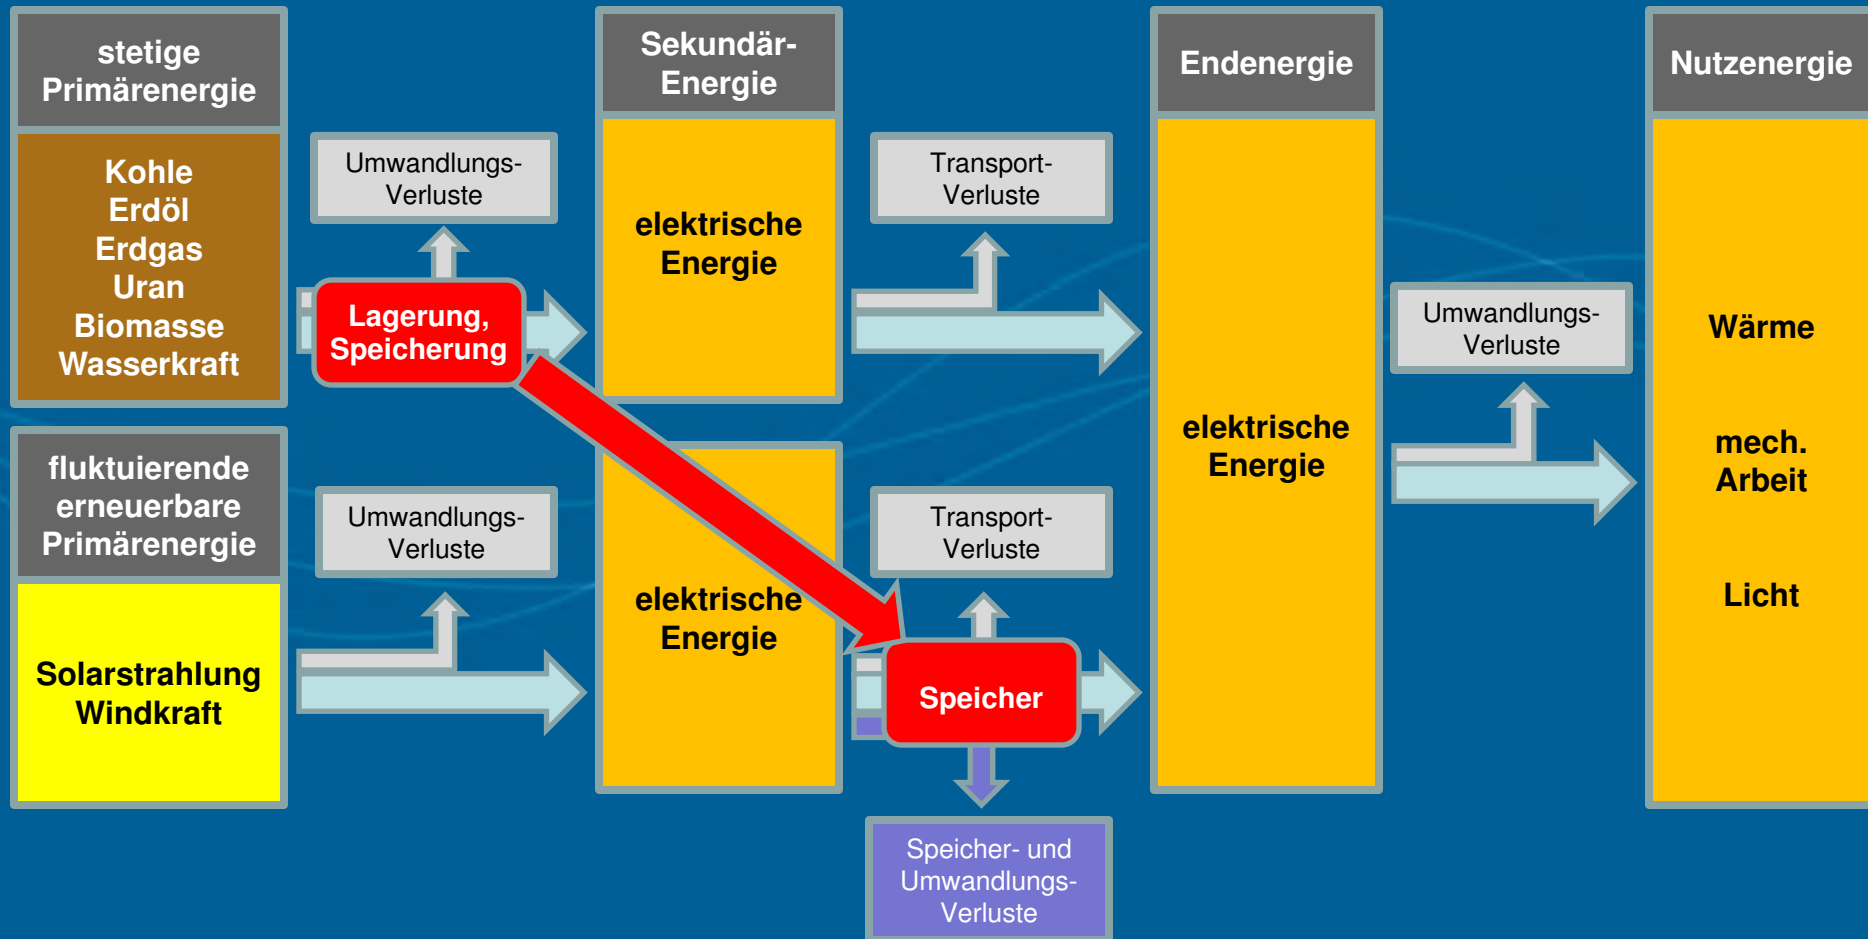 stetige
Primärenergie
Kohle
Erdöl
Erdgas
Uran
Biomasse
Wasserkraft
Umwandlungs-
Verluste
Lagerung,
Speicherung
Sekundär-
Energie
elektrische
Energie
Transport-
Verluste
fluktuierende
erneuerbare
Primärenergie
Solarstrahlung
Windkraft
Umwandlungs-
Verluste
elektrische
Energie
Transport-
Verluste
Speicher
Speicher- und
Umwandlungs-
Verluste
Endenergie
elektrische
Energie
Umwandlungs-
Verluste
Nutzenergie
Wärme
mech.
Arbeit
Licht